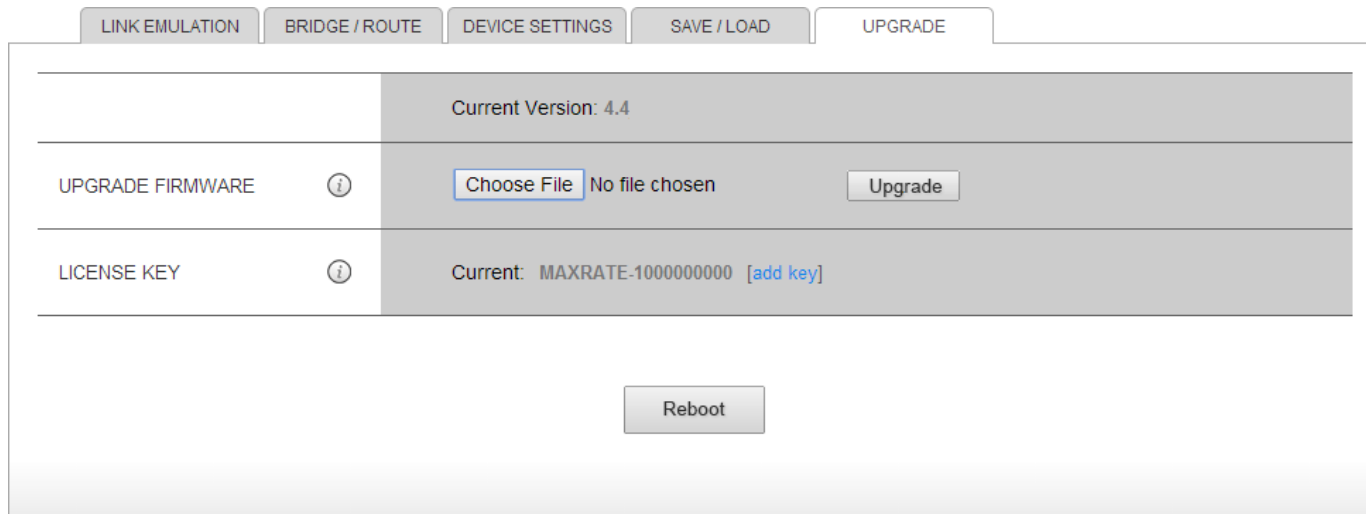 LINK EMULATION BRIDGE / ROUTE DEVICE SETTINGS SAVE / LOAD UPGRADE
Current Version: 4.4
UPGRADE FIRMWARE i Choose File No file chosen Upgrade
LICENSE KEY i Current: MAXRATE-1000000000 [add key]
Reboot